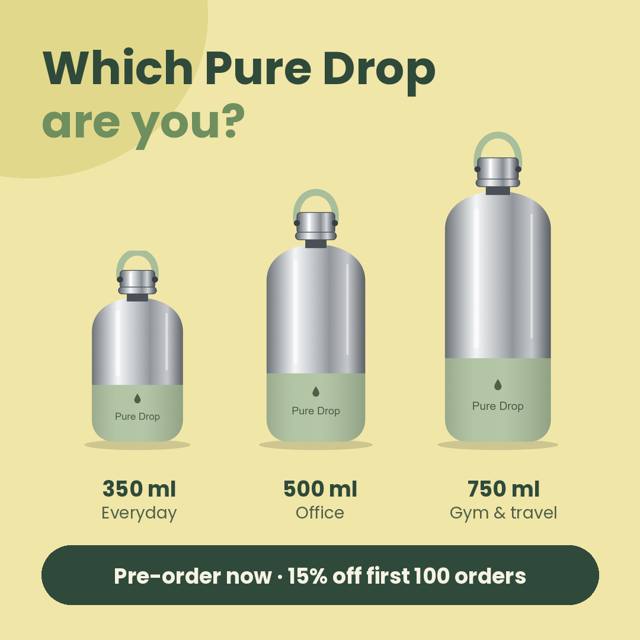 Which Pure Drop
are you?
Pure Drop
Pure Drop
Pure Drop
350 ml
Everyday
500 ml
Office
750 ml
Gym & travel
Pre-order now · 15% off first 100 orders